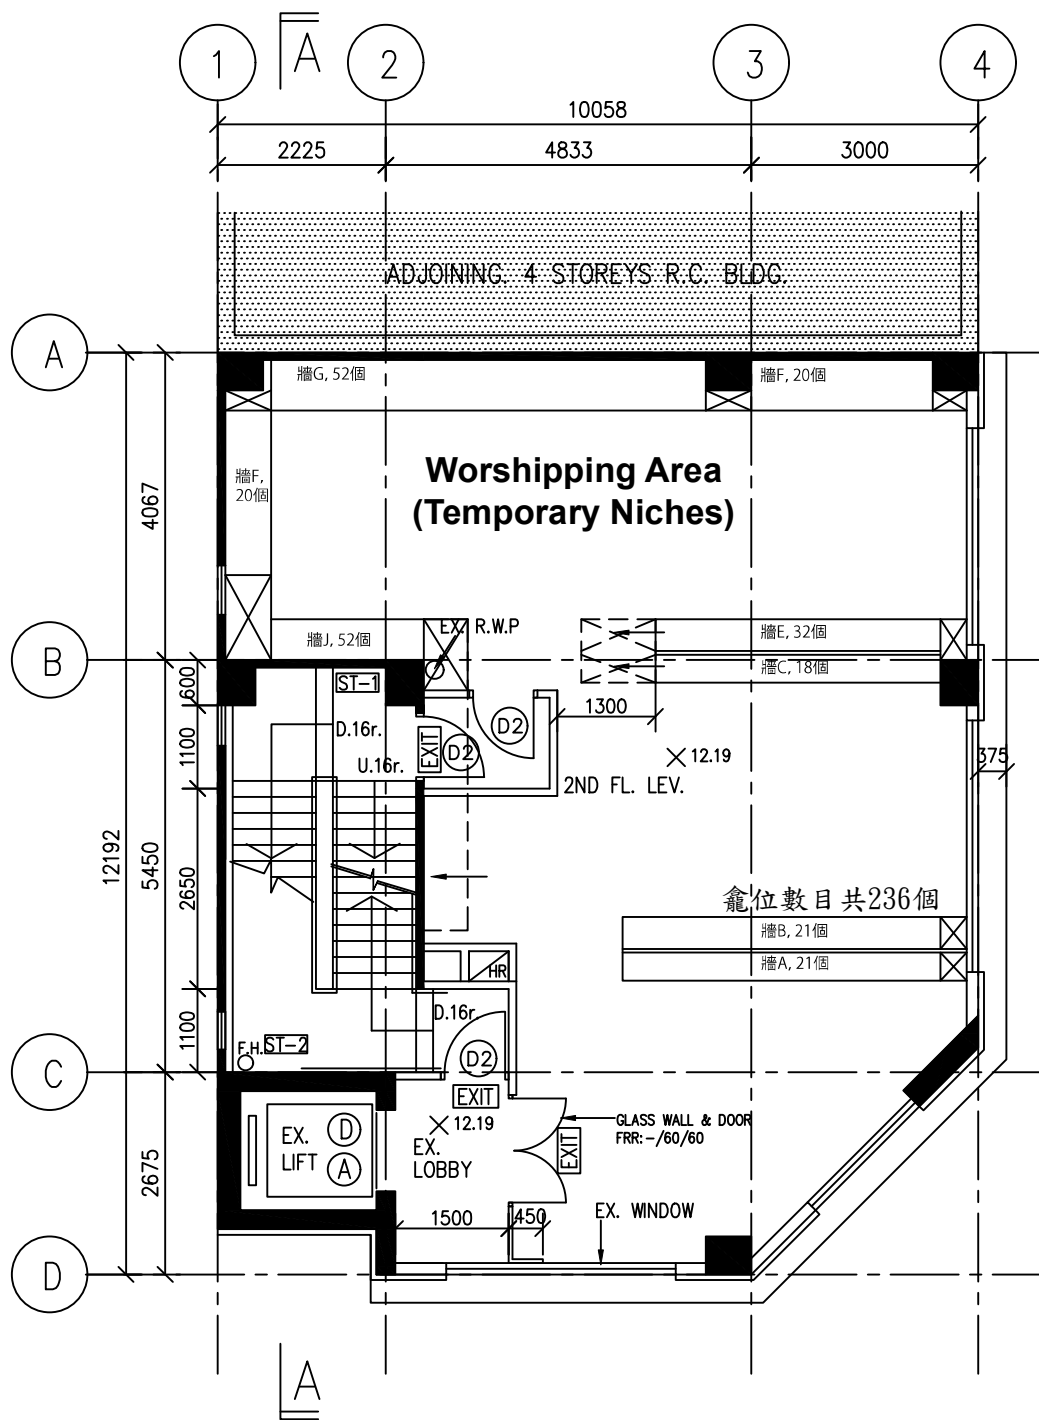 A
1
2
3
4
10058
2225
4833
3000
ADJOINING. 4 STOREYS R.C. BLDG.
A
牆G, 52個
牆F, 20個
牆F,
20個
Worshipping Area
(Temporary Niches)
4067
EX. R.W.P
牆J, 52個
牆E, 32個
牆C, 18個
B
600
ST-1
1300
D.16r.
EXIT
D2
D2
12.19
375
1100
U.16r.
2ND FL. LEV.
12192
5450
2650
龕位數目共236個
牆B, 21個
牆A, 21個
HR
1100
D.16r.
F.H.
ST-2
D2
C
EXIT
12.19
GLASS WALL & DOOR
FRR: -/60/60
EX.
LIFT
D
A
EX.
LOBBY
EXIT
2675
1500
450
EX. WINDOW
D
A